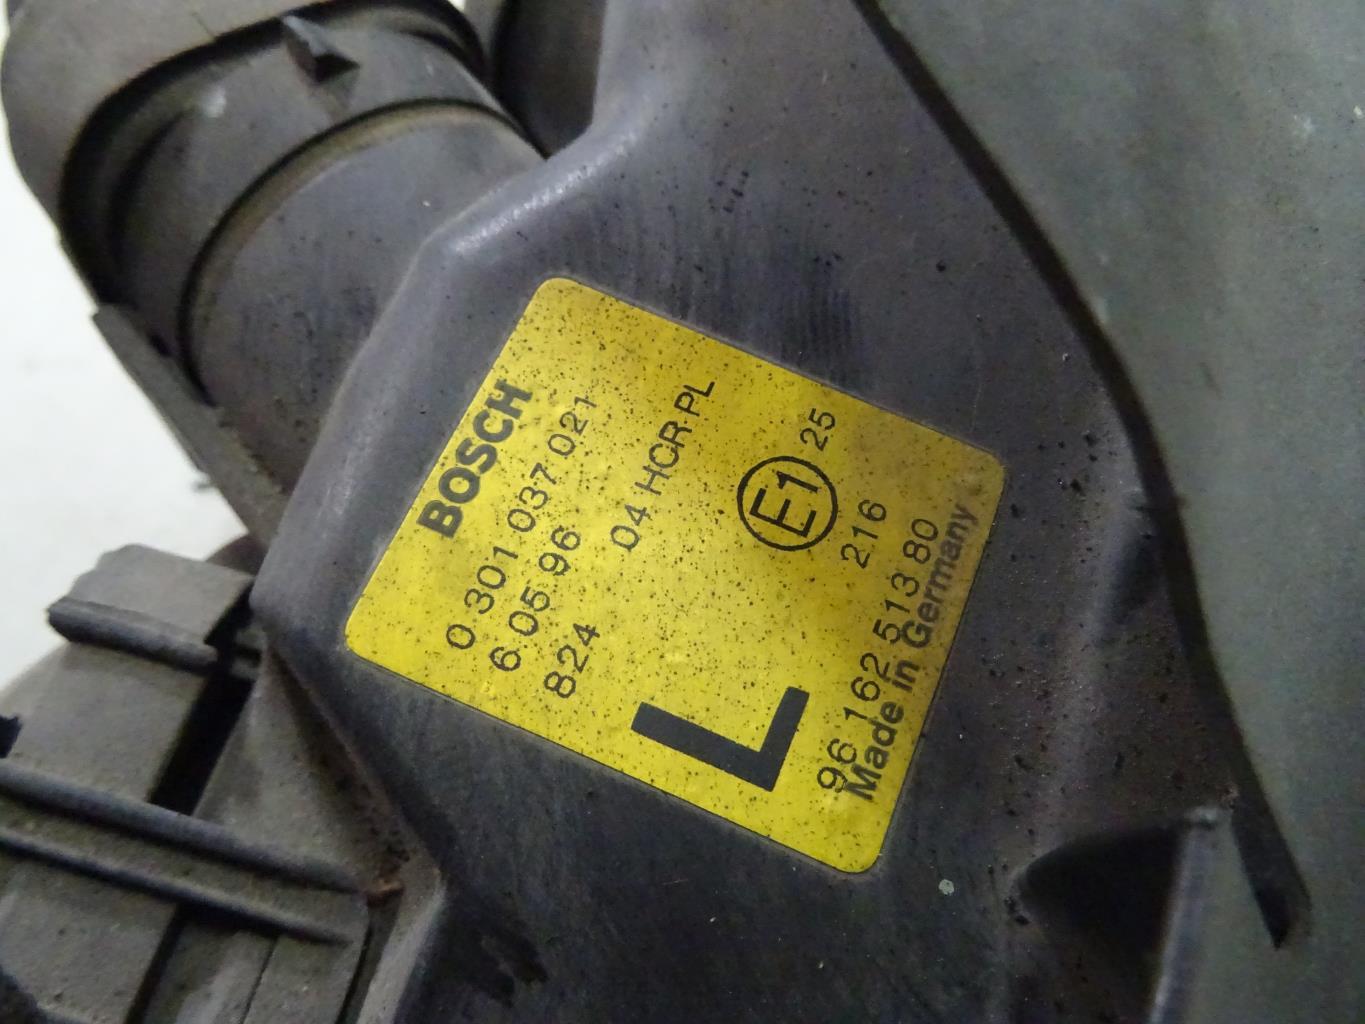 BOSCH
0 301 037 021
6 05 96
824 04 HCR-PL
E1 25
216
L
96 162 513 80
Made in Germany